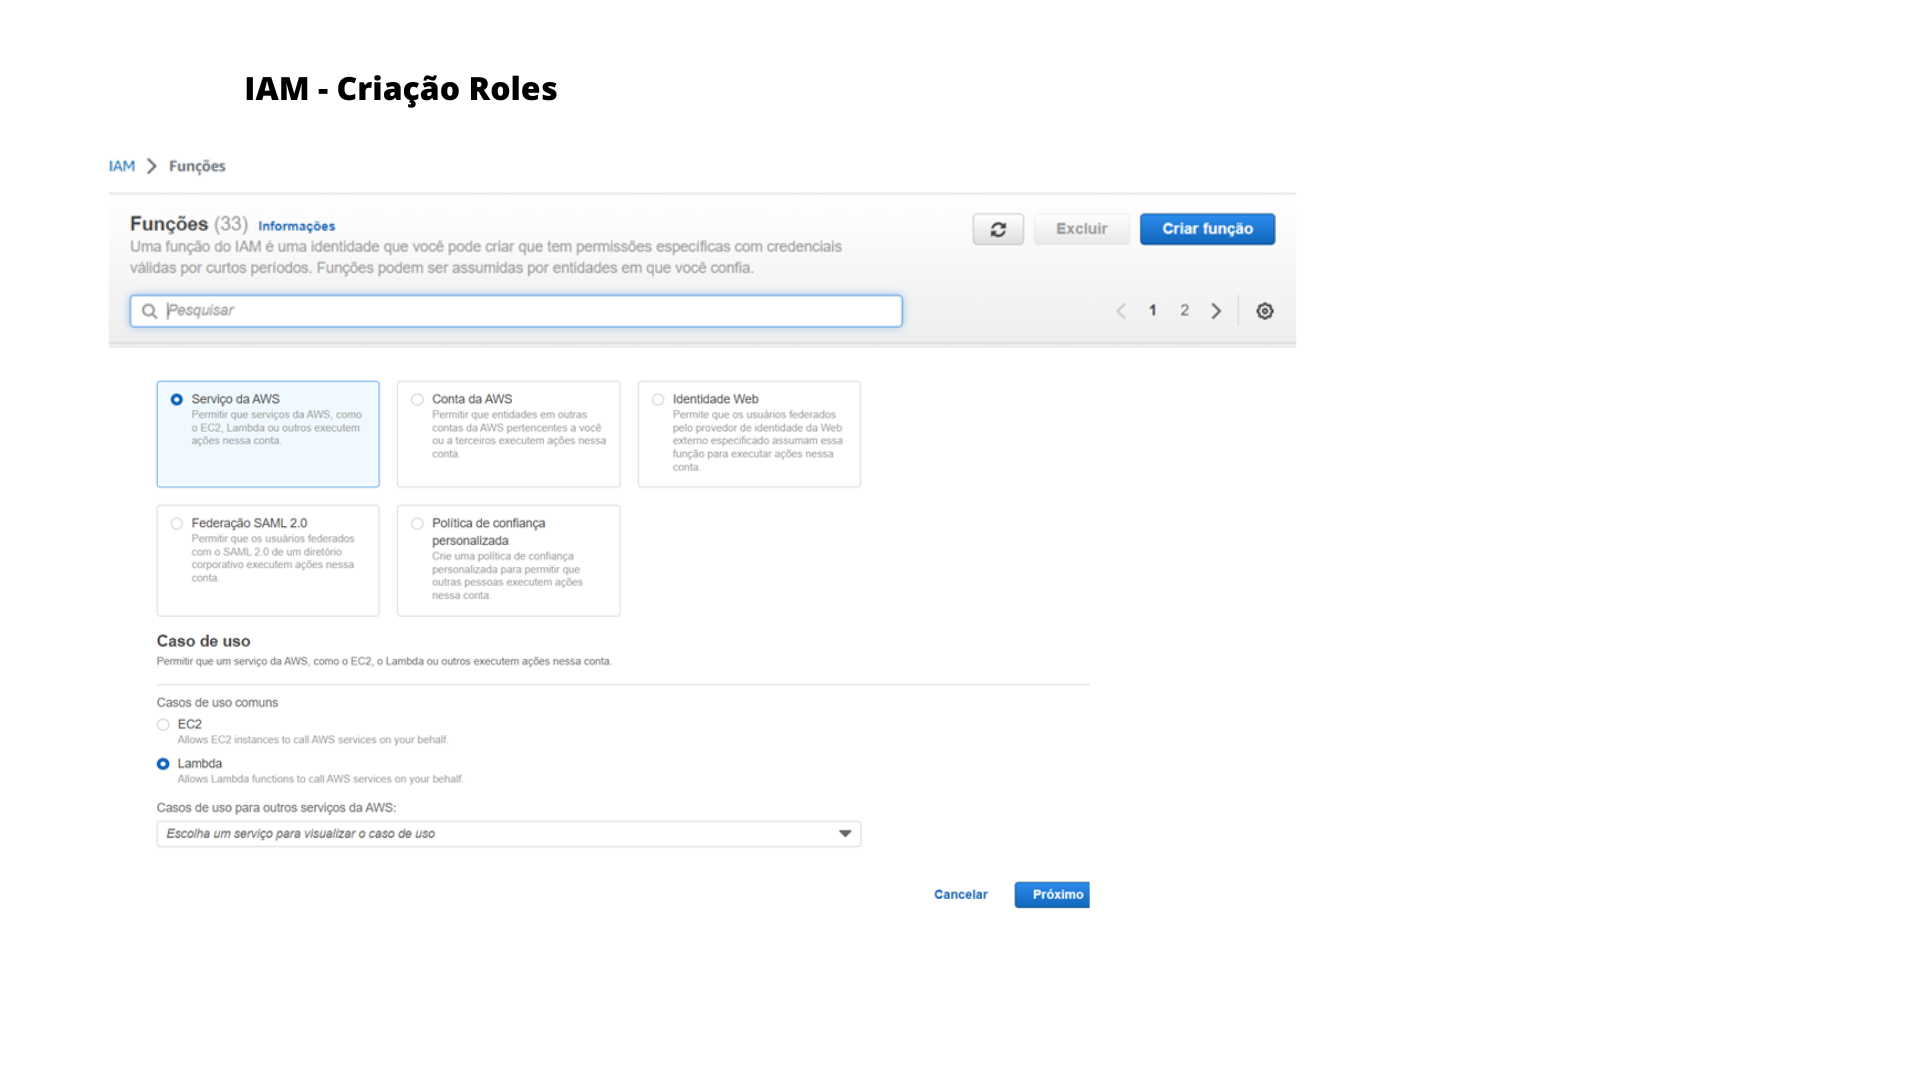 IAM - Criação Roles
IAM > Funções
Funções (33) Informações
Excluir
Criar função
Uma função do IAM é uma identidade que você pode criar que tem permissões específicas com credenciais
válidas por curtos períodos. Funções podem ser assumidas por entidades em que você confia.
Pesquisar
1 2
Serviço da AWS
Permitir que serviços da AWS, como
o EC2, Lambda ou outros executem
ações nessa conta.
Conta da AWS
Permitir que entidades em outras
contas da AWS pertencentes a você
ou a terceiros executem ações nessa
conta.
Identidade Web
Permite que os usuários federados
pelo provedor de identidade da Web
externo especificado assumam essa
função para executar ações nessa
conta.
Federação SAML 2.0
Permitir que os usuários federados
com o SAML 2.0 de um diretório
corporativo executem ações nessa
conta.
Política de confiança
personalizada
Crie uma política de confiança
personalizada para permitir que
outras pessoas executem ações
nessa conta.
Caso de uso
Permitir que um serviço da AWS, como o EC2, o Lambda ou outros executem ações nessa conta.
Casos de uso comuns
EC2
Allows EC2 instances to call AWS services on your behalf.
Lambda
Allows Lambda functions to call AWS services on your behalf.
Casos de uso para outros serviços da AWS:
Escolha um serviço para visualizar o caso de uso
Cancelar
Próximo